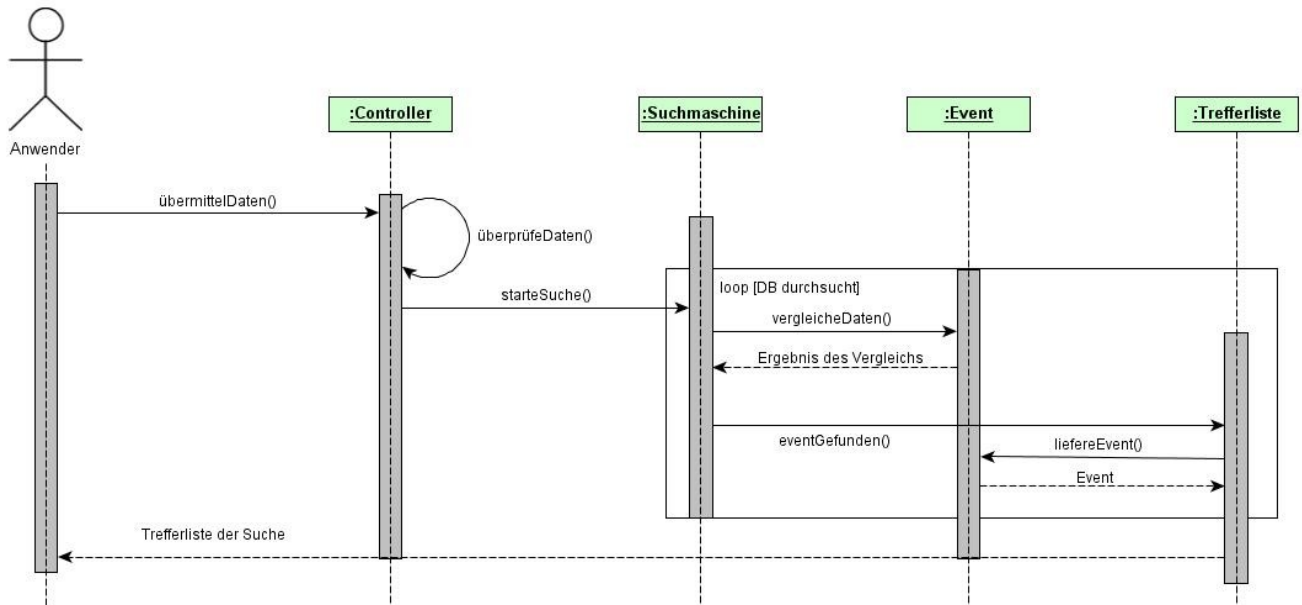 Anwender
:Controller
:Suchmaschine
:Event
:Trefferliste
übermittelDaten()
überprüfeDaten()
starteSuche()
loop [DB durchsucht]
vergleicheDaten()
Ergebnis des Vergleichs
eventGefunden()
liefereEvent()
Event
Trefferliste der Suche